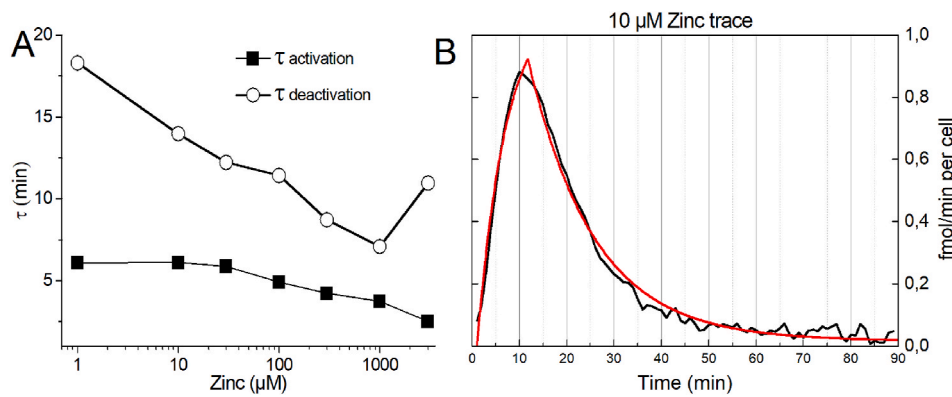 A
20
15
10
5
τ (min)
τ activation
τ deactivation
1
10
100
1000
Zinc (µM)
B
10 µM Zinc trace
1,0
0,8
0,6
0,4
0,2
0,0
fmol/min per cell
0
10
20
30
40
50
60
70
80
90
Time (min)